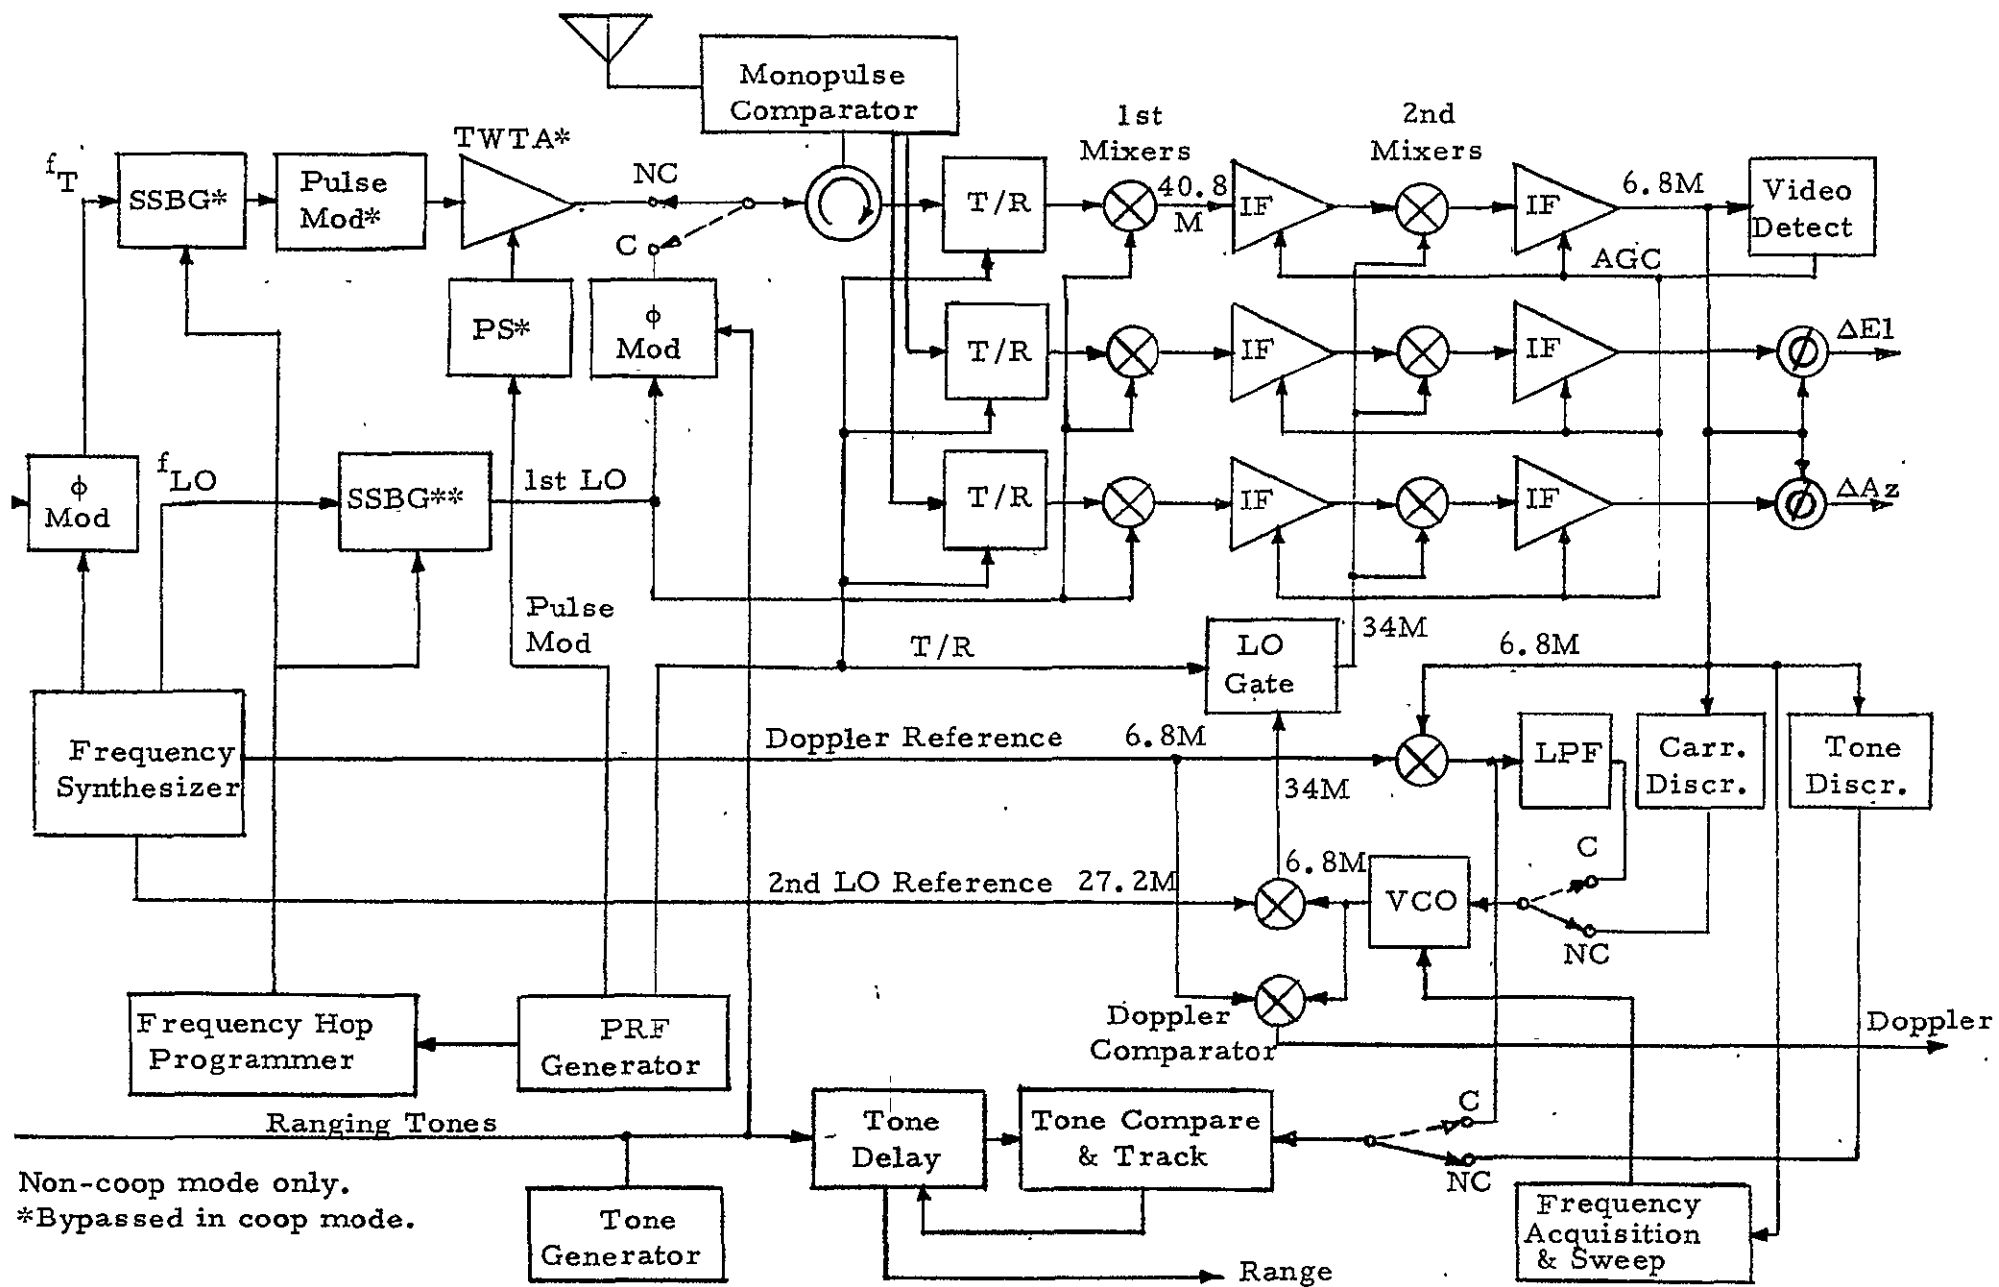 Monopulse
Comparator
1st
Mixers
2nd
Mixers
TWTA*
f_T
SSBG*
Pulse
Mod*
NC
C
T/R
40.8
M
IF
IF
6.8M
Video
Detect
AGC
PS*
ϕ
Mod
T/R
IF
IF
ΔEl
ϕ
Mod
f_LO
SSBG**
1st LO
T/R
IF
IF
ΔAz
Pulse
Mod
T/R
LO
Gate
34M
6.8M
Frequency
Synthesizer
Doppler Reference 6.8M
34M
LPF
Carr.
Discr.
Tone
Discr.
2nd LO Reference 27.2M
6.8M
VCO
C
NC
Frequency Hop
Programmer
PRF
Generator
Doppler
Comparator
Doppler
Ranging Tones
Tone
Delay
Tone Compare
& Track
C
NC
Non-coop mode only.
*Bypassed in coop mode.
Tone
Generator
Frequency
Acquisition
& Sweep
Range